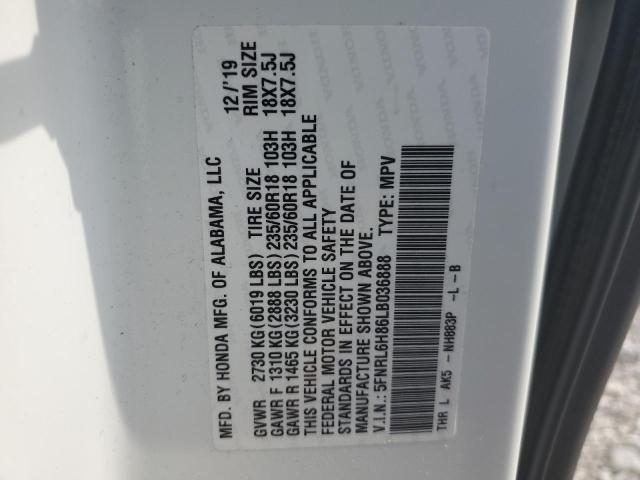 MFD. BY HONDA MFG. OF ALABAMA, LLC 12/'19
GVWR 2730 KG(6019 LBS) TIRE SIZE RIM SIZE
GAWR F 1310 KG(2888 LBS)235/60R18 103H 18X7.5J
GAWR R 1465 KG(3230 LBS)235/60R18 103H 18X7.5J
THIS VEHICLE CONFORMS TO ALL APPLICABLE
FEDERAL MOTOR VEHICLE SAFETY
STANDARDS IN EFFECT ON THE DATE OF
MANUFACTURE SHOWN ABOVE.
V.I.N.: 5FNRL6H86LB036888 TYPE: MPV
THR L AK5 - NH883P -L - B